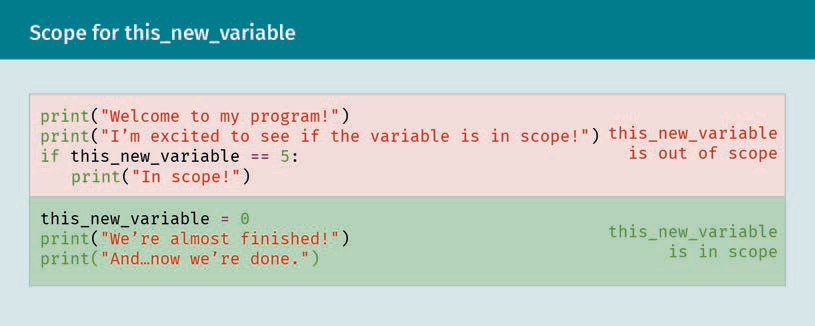 Scope for this_new_variable
print("Welcome to my program!")
print("I’m excited to see if the variable is in scope!")
if this_new_variable == 5:
print("In scope!")
this_new_variable
is out of scope
this_new_variable = 0
print("We’re almost finished!")
print("And…now we’re done.")
this_new_variable
is in scope